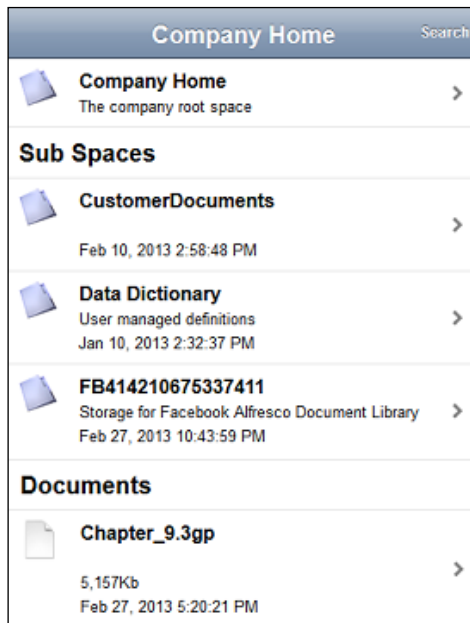 Company Home
Search
Company Home
The company root space
Sub Spaces
CustomerDocuments
Feb 10, 2013 2:58:48 PM
Data Dictionary
User managed definitions
Jan 10, 2013 2:32:37 PM
FB414210675337411
Storage for Facebook Alfresco Document Library
Feb 27, 2013 10:43:59 PM
Documents
Chapter_9.3gp
5,157Kb
Feb 27, 2013 5:20:21 PM